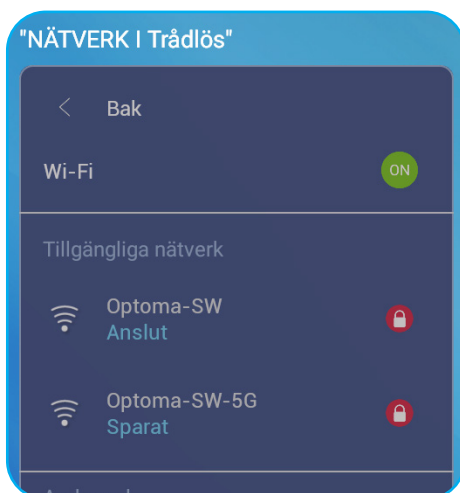 "NÄTVERK I Trådlös"
Bak
Wi-Fi
ON
Tillgängliga nätverk
Optoma-SW
Anslut
Optoma-SW-5G
Sparat